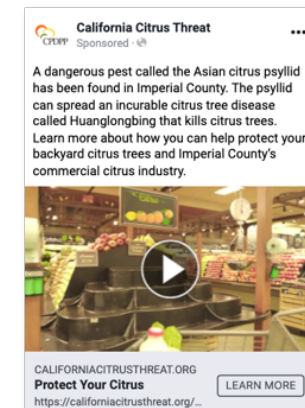 California Citrus Threat
CPDPP
Sponsored ·
A dangerous pest called the Asian citrus psyllid
has been found in Imperial County. The psyllid
can spread an incurable citrus tree disease
called Huanglongbing that kills citrus trees.
Learn more about how you can help protect your
backyard citrus trees and Imperial County's
commercial citrus industry.
CALIFORNIACITRUSTHREAT.ORG
Protect Your Citrus
LEARN MORE
https://californiacitrusthreat.org/...